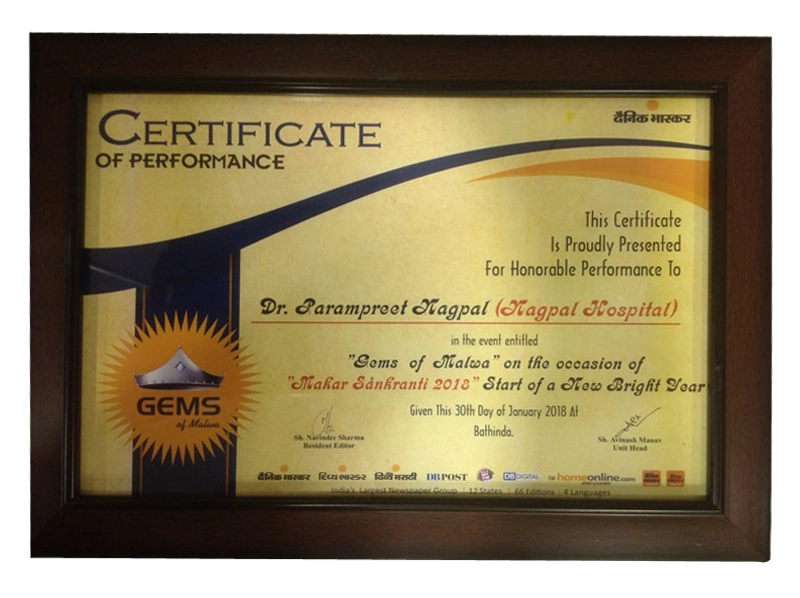 CERTIFICATE
OF PERFORMANCE
दैनिक भास्कर
This Certificate
Is Proudly Presented
For Honorable Performance To
Dr. Parampreet Nagpal (Nagpal Hospital)
in the event entitled
"Gems of Malwa" on the occasion of
"Makar Sankranti 2018" Start of a New Bright Year
Given This 30th Day of January 2018 At
Bathinda.
GEMS
of Malwa
Sh. Narinder Sharma
Resident Editor
Sh. Avinash Manav
Unit Head
दैनिक भास्कर દિવ્ય ભાસ્કર दिव्य मराठी DB POST DB DIGITAL homeonline.com
India's Largest Newspaper Group | 12 States | 66 Editions | 4 Languages